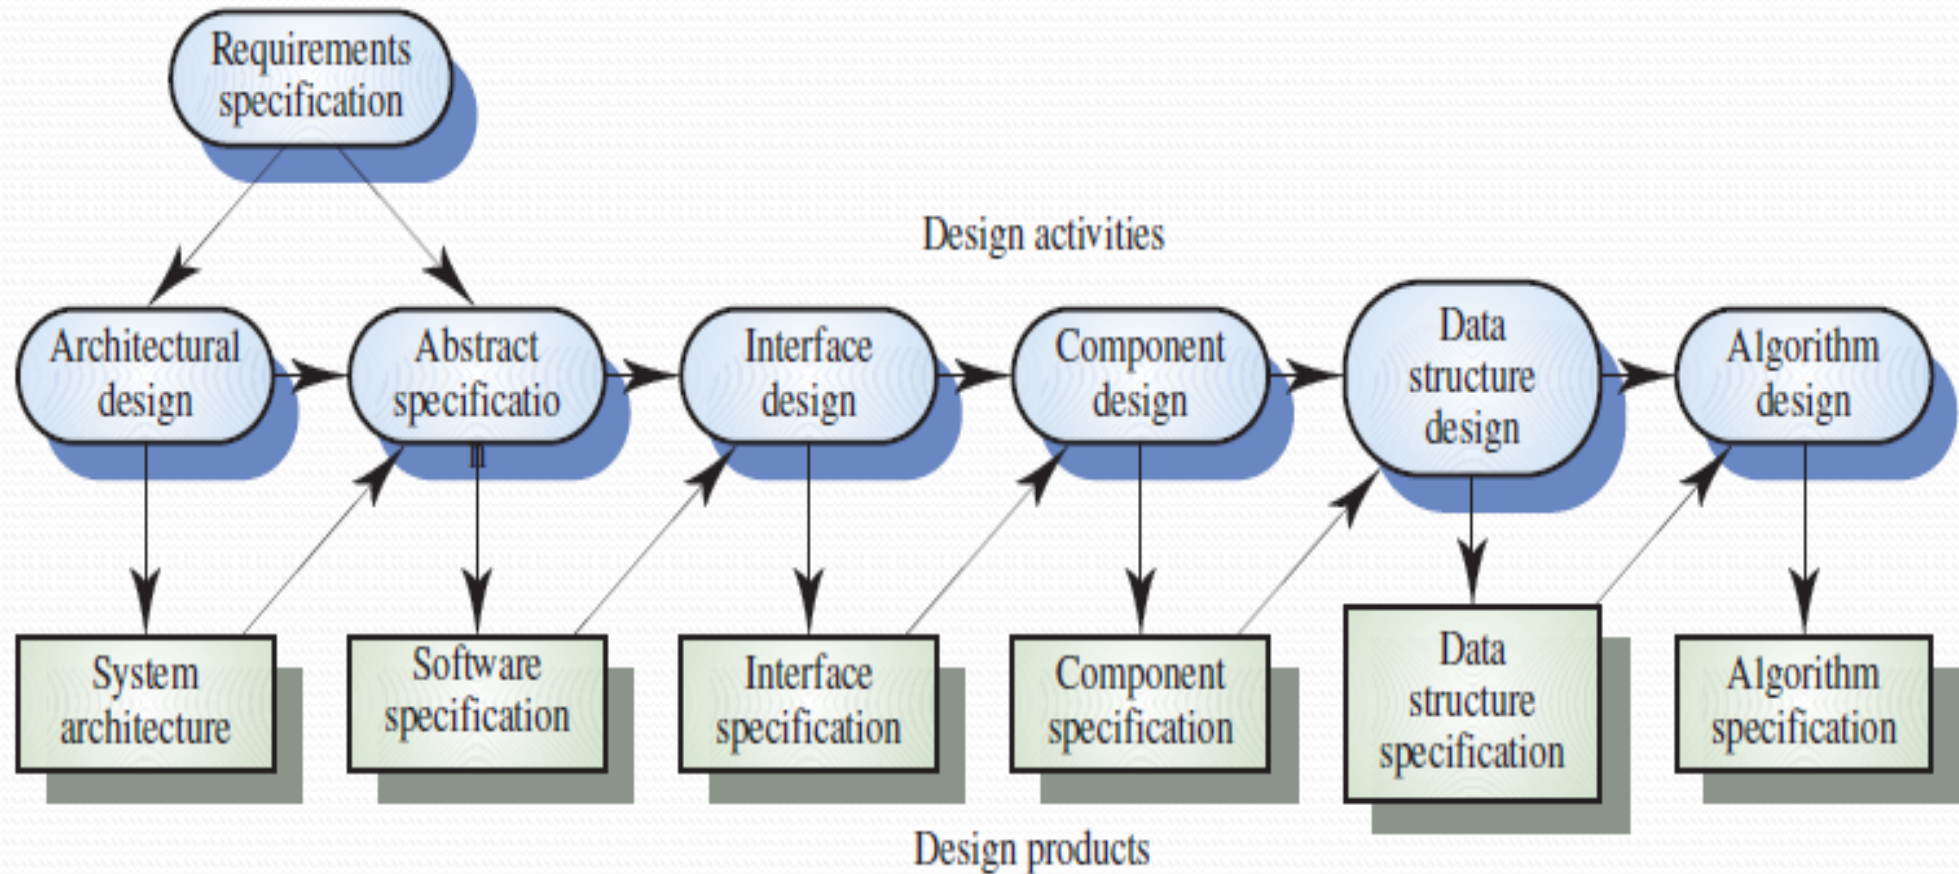 Requirements
specification
Design activities
Architectural
design
Abstract
specificatio
n
Interface
design
Component
design
Data
structure
design
Algorithm
design
System
architecture
Software
specification
Interface
specification
Component
specification
Data
structure
specification
Algorithm
specification
Design products